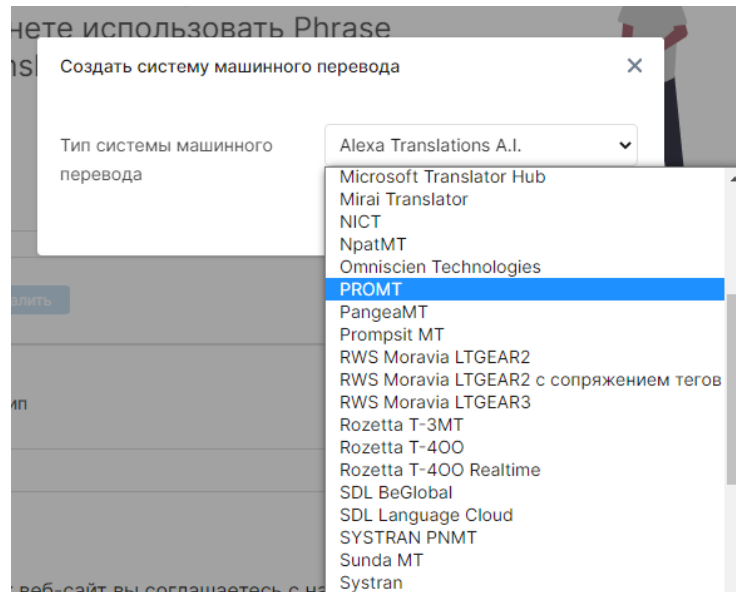 нете использовать Phrase
nsl
Создать систему машинного перевода
Тип системы машинного
перевода
Alexa Translations A.I.
Microsoft Translator Hub
Mirai Translator
NICT
NpatMT
Omniscien Technologies
PROMT
PangeaMT
Prompsit MT
RWS Moravia LTGEAR2
RWS Moravia LTGEAR2 с сопряжением тегов
RWS Moravia LTGEAR3
Rozetta T-3MT
Rozetta T-4OO
Rozetta T-4OO Realtime
SDL BeGlobal
SDL Language Cloud
SYSTRAN PNMT
Sunda MT
Systran
алить
ип
веб-сайт вы соглашаетесь с на